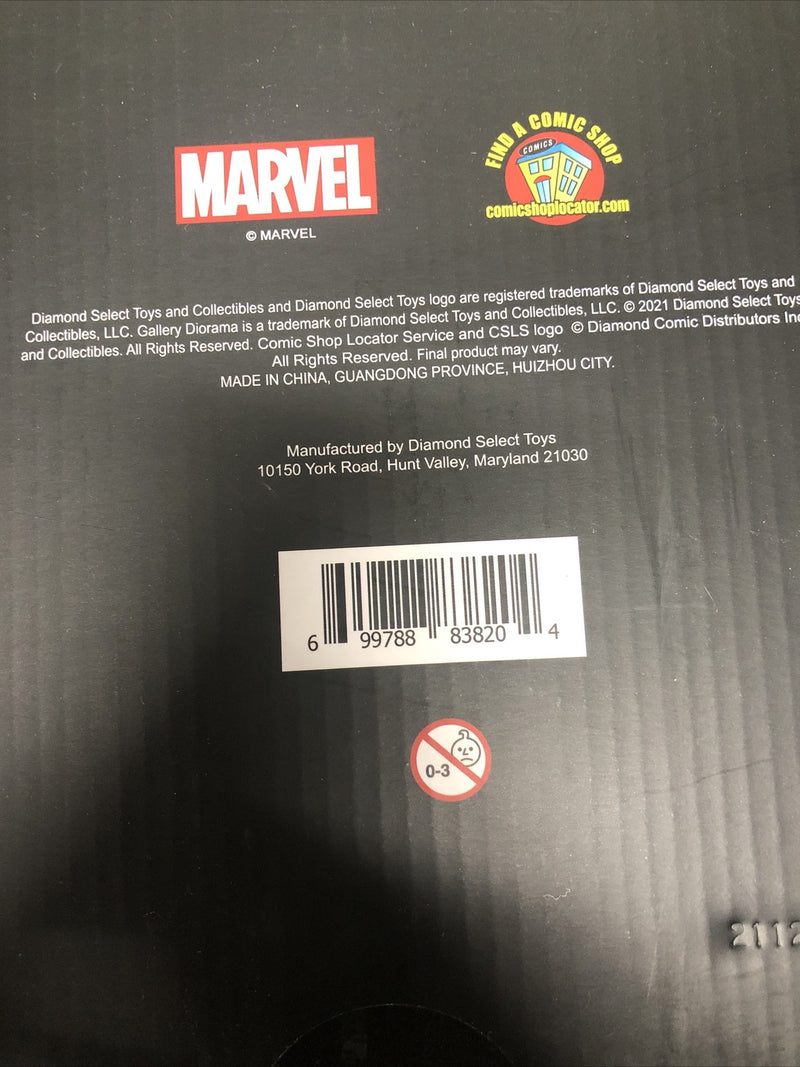 MARVEL
© MARVEL
FIND A COMIC SHOP
COMICS
comicshoplocator.com
Diamond Select Toys and Collectibles and Diamond Select Toys logo are registered trademarks of Diamond Select Toys and
Collectibles, LLC. Gallery Diorama is a trademark of Diamond Select Toys and Collectibles, LLC. © 2021 Diamond Select Toys
and Collectibles. All Rights Reserved. Comic Shop Locator Service and CSLS logo © Diamond Comic Distributors Inc
All Rights Reserved. Final product may vary.
MADE IN CHINA, GUANGDONG PROVINCE, HUIZHOU CITY.
Manufactured by Diamond Select Toys
10150 York Road, Hunt Valley, Maryland 21030
6 99788 83820 4
0-3
2112